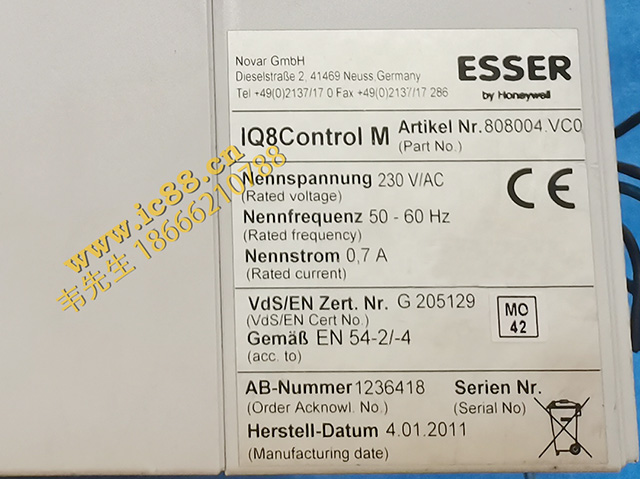 Novar GmbH
Dieselstraße 2, 41469 Neuss,Germany
Tel +49(0)2137/17 0 Fax +49(0)2137/17 286
ESSER
by Honeywell
IQ8Control M Artikel Nr.808004.VC0
(Part No.)
Nennspannung 230 V/AC
(Rated voltage)
CE
Nennfrequenz 50 - 60 Hz
(Rated frequency)
Nennstrom 0,7 A
(Rated current)
VdS/EN Zert. Nr. G 205129
(VdS/EN Cert No.)
MC
42
Gemäß EN 54-2/-4
(acc. to)
AB-Nummer 1236418 Serien Nr.
(Order Acknowl. No.) (Serial No)
Herstell-Datum 4.01.2011
(Manufacturing date)
www.ic88.cn
韦先生 18666210788